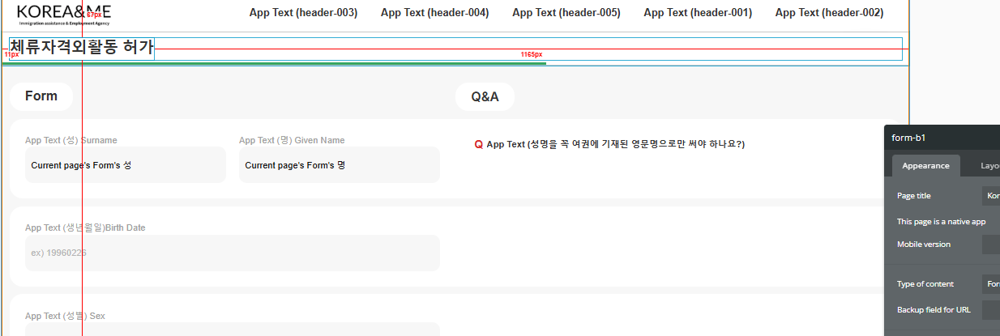 KOREA&ME
Immigration assistance & Employment Agency
67px
App Text (header-003)
App Text (header-004)
App Text (header-005)
App Text (header-001)
App Text (header-002)
체류자격외활동 허가
11px
1165px
Form
Q&A
App Text (성) Surname
App Text (명) Given Name
Current page's Form's 성
Current page's Form's 명
Q App Text (성명을 꼭 여권에 기재된 영문명으로만 써야 하나요?)
App Text (생년월일)Birth Date
ex) 19960226
App Text (성별) Sex
form-b1
Appearance
Layou
Page title
Kor
This page is a native app
Mobile version
Type of content
For
Backup field for URL